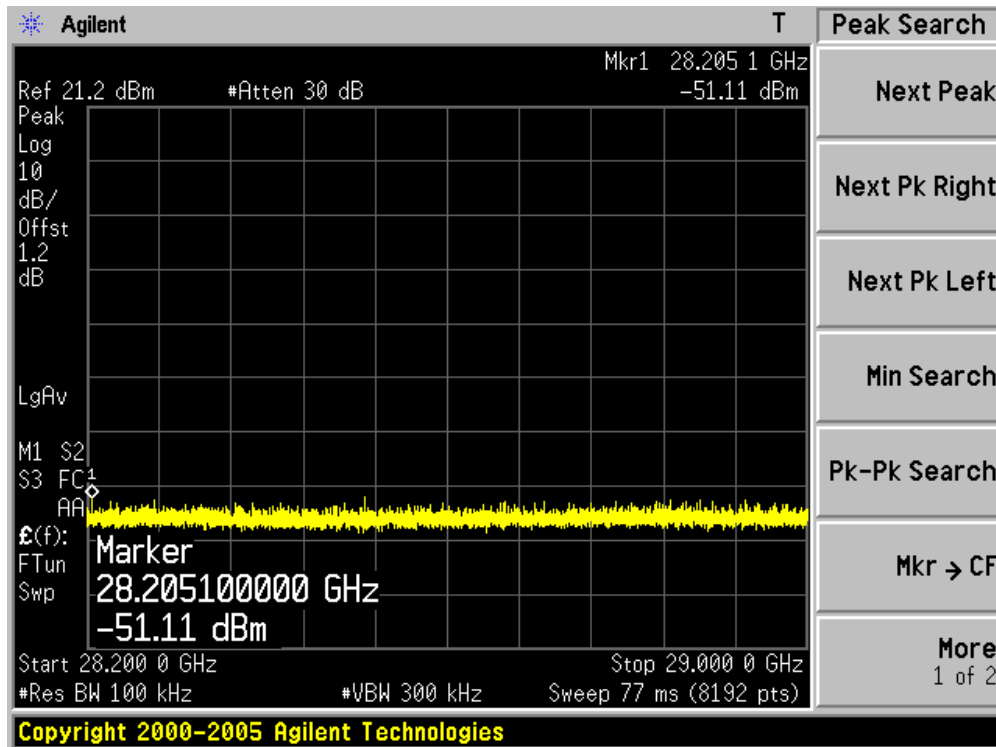 Agilent T
Peak Search
Mkr1 28.205 1 GHz
Ref 21.2 dBm #Atten 30 dB -51.11 dBm
Peak
Log
10
dB/
Offst
1.2
dB
LgAv
M1 S2
S3 FC
AA
£(f):
FTun
Swp
1
Marker
28.205100000 GHz
-51.11 dBm
Start 28.200 0 GHz Stop 29.000 0 GHz
#Res BW 100 kHz #VBW 300 kHz Sweep 77 ms (8192 pts)
Copyright 2000-2005 Agilent Technologies
Next Peak
Next Pk Right
Next Pk Left
Min Search
Pk-Pk Search
Mkr → CF
More
1 of 2